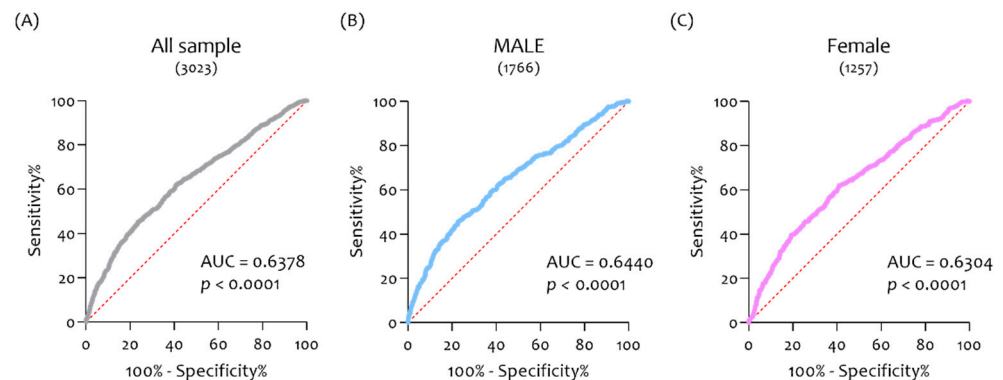 (A)
All sample
(3023)
100
80
60
40
20
0
0 20 40 60 80 100
Sensitivity%
100% - Specificity%
AUC = 0.6378
p < 0.0001
(B)
MALE
(1766)
100
80
60
40
20
0
0 20 40 60 80 100
Sensitivity%
100% - Specificity%
AUC = 0.6440
p < 0.0001
(C)
Female
(1257)
100
80
60
40
20
0
0 20 40 60 80 100
Sensitivity%
100% - Specificity%
AUC = 0.6304
p < 0.0001